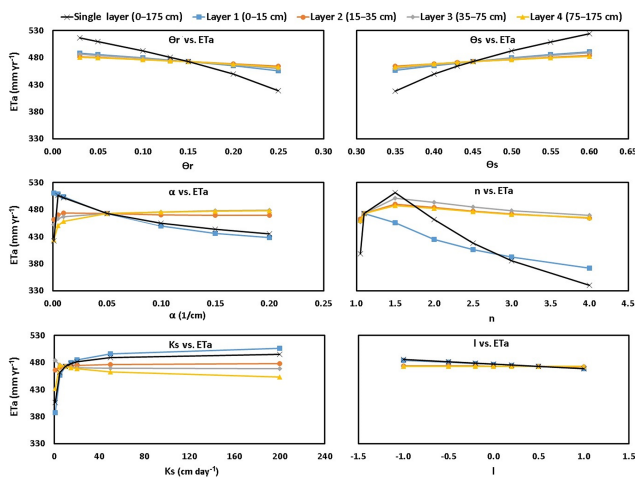 Single layer (0–175 cm) Layer 1 (0–15 cm) Layer 2 (15–35 cm) Layer 3 (35–75 cm) Layer 4 (75–175 cm)
ϴr vs. ETa
ETa (mm yr⁻¹)
530
480
430
330
0.00 0.05 0.10 0.15 0.20 0.25 0.30
ϴr
ϴs vs. ETa
0.30 0.35 0.40 0.45 0.50 0.55 0.60 0.65
ϴs
α vs. ETa
ETa (mm yr⁻¹)
530
480
430
380
330
0.00 0.05 0.10 0.15 0.20 0.25
α (1/cm)
n vs. ETa
1.0 1.5 2.0 2.5 3.0 3.5 4.0 4.5
n
Ks vs. ETa
ETa (mm yr⁻¹)
530
480
430
380
330
0 40 80 120 160 200 240
Ks (cm day⁻¹)
l vs. ETa
-1.5 -1.0 -0.5 0.0 0.5 1.0 1.5
l